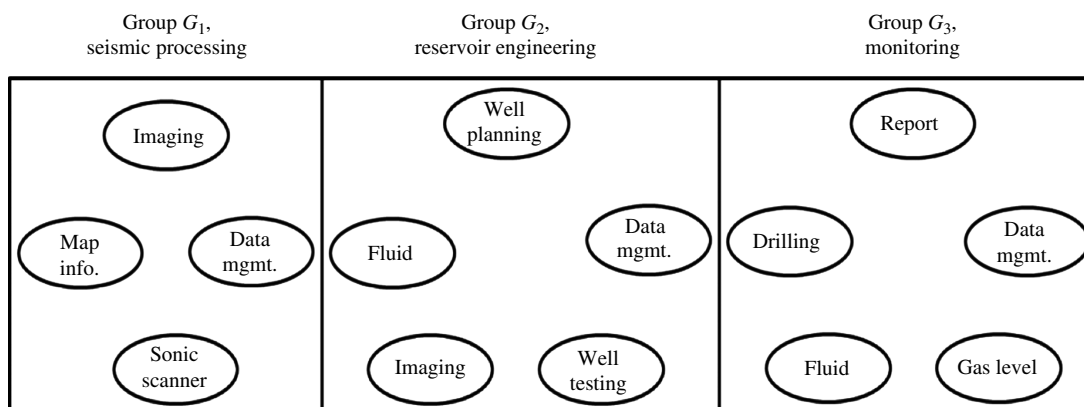 Group G1,
seismic processing
Group G2,
reservoir engineering
Group G3,
monitoring
Imaging
Map
info.
Data
mgmt.
Sonic
scanner
Well
planning
Fluid
Data
mgmt.
Imaging
Well
testing
Report
Drilling
Data
mgmt.
Fluid
Gas level